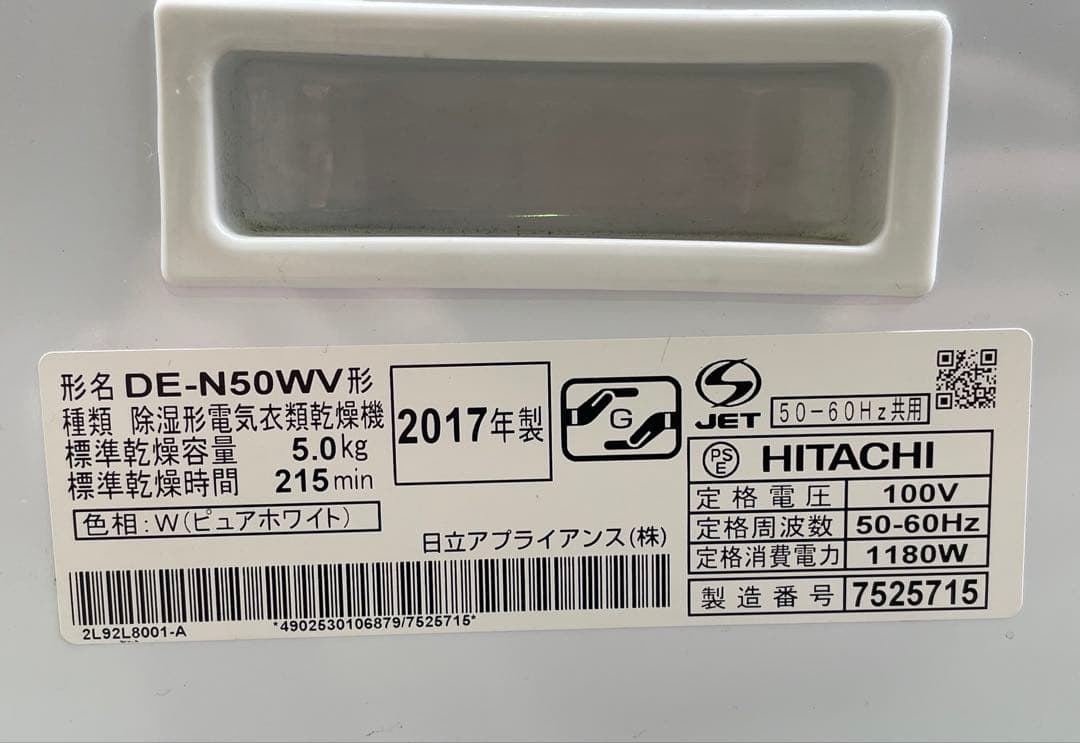 形名 DE-N50WV形
種類 除湿形電気衣類乾燥機
標準乾燥容量 5.0kg
標準乾燥時間 215min
色相:W(ピュアホワイト)
2017年製
G
JET
50-60Hz共用
PSE HITACHI
定格電圧 100V
定格周波数 50-60Hz
定格消費電力 1180W
製造番号 7525715
日立アプライアンス(株)
2L92L8001-A
*4902530106879/7525715*